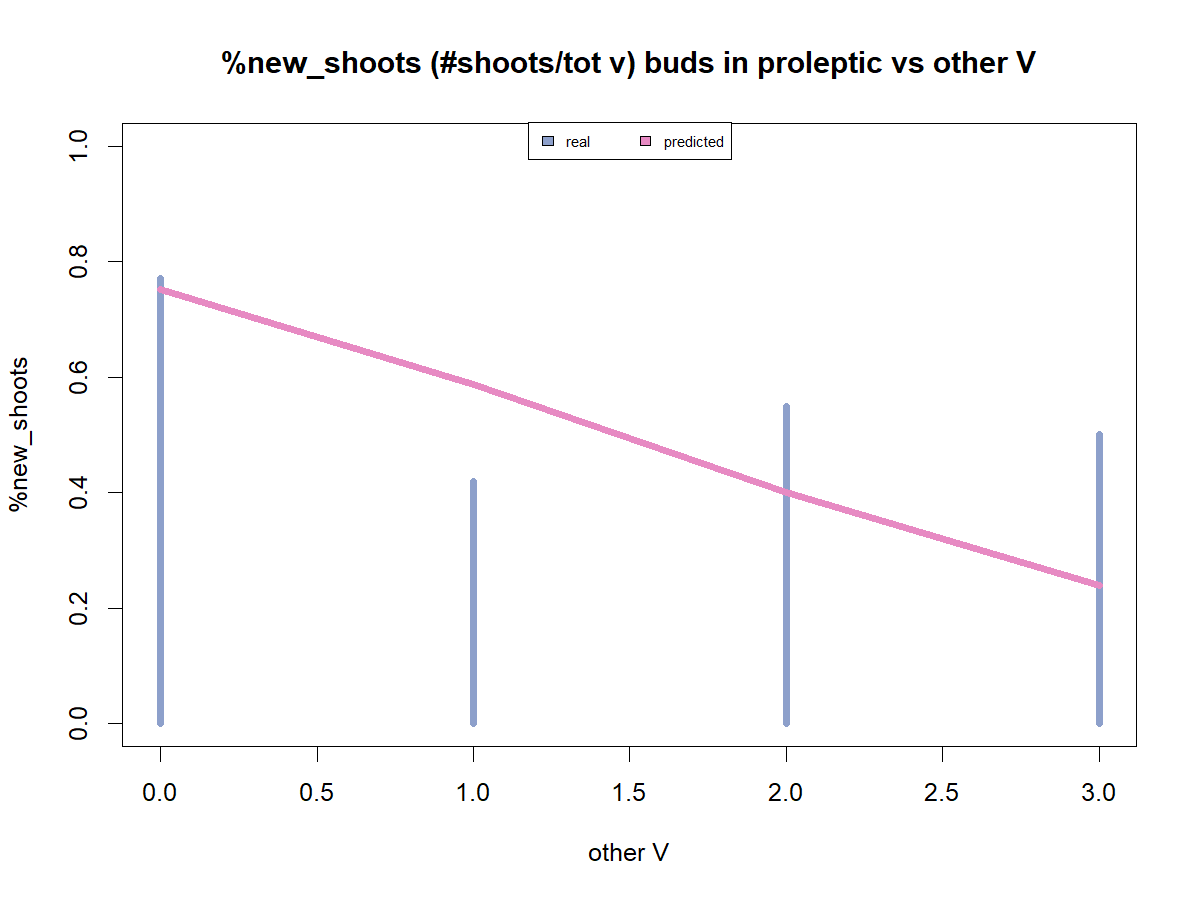 %new_shoots (#shoots/tot v) buds in proleptic vs other V
real predicted
%new_shoots
1.0
0.8
0.6
0.4
0.2
0.0
0.0 0.5 1.0 1.5 2.0 2.5 3.0
other V